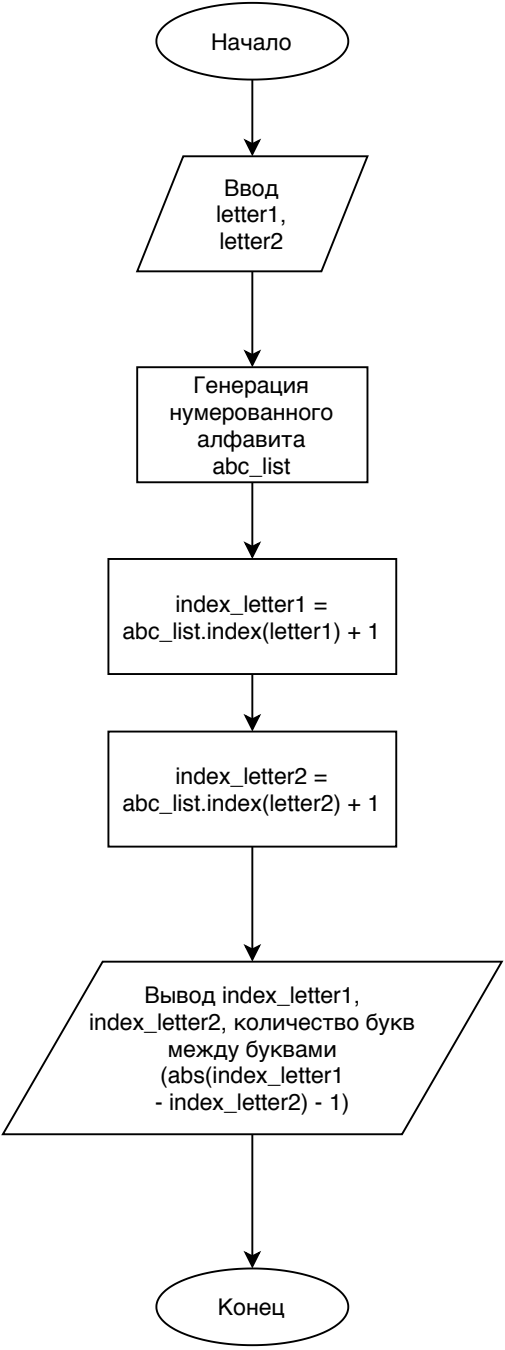 Начало
Ввод
letter1,
letter2
Генерация
нумерованного
алфавита
abc_list
index_letter1 =
abc_list.index(letter1) + 1
index_letter2 =
abc_list.index(letter2) + 1
Вывод index_letter1,
index_letter2, количество букв
между буквами
(abs(index_letter1
- index_letter2) - 1)
Конец